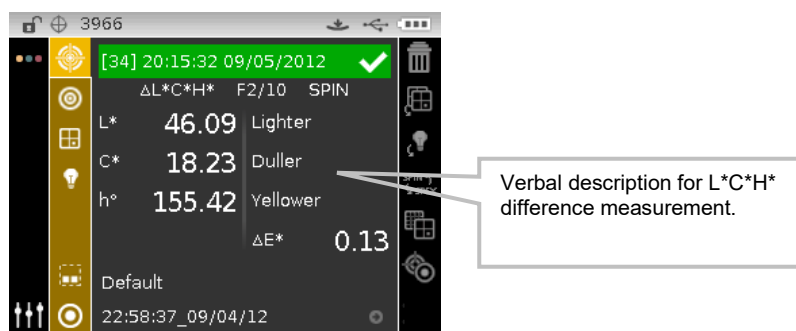 3966
[34] 20:15:32 09/05/2012
ΔL*C*H* F2/10 SPIN
L* 46.09 Lighter
C* 18.23 Duller
h° 155.42 Yellower
ΔE* 0.13
Default
22:58:37_09/04/12
SPIN
Verbal description for L*C*H*
difference measurement.